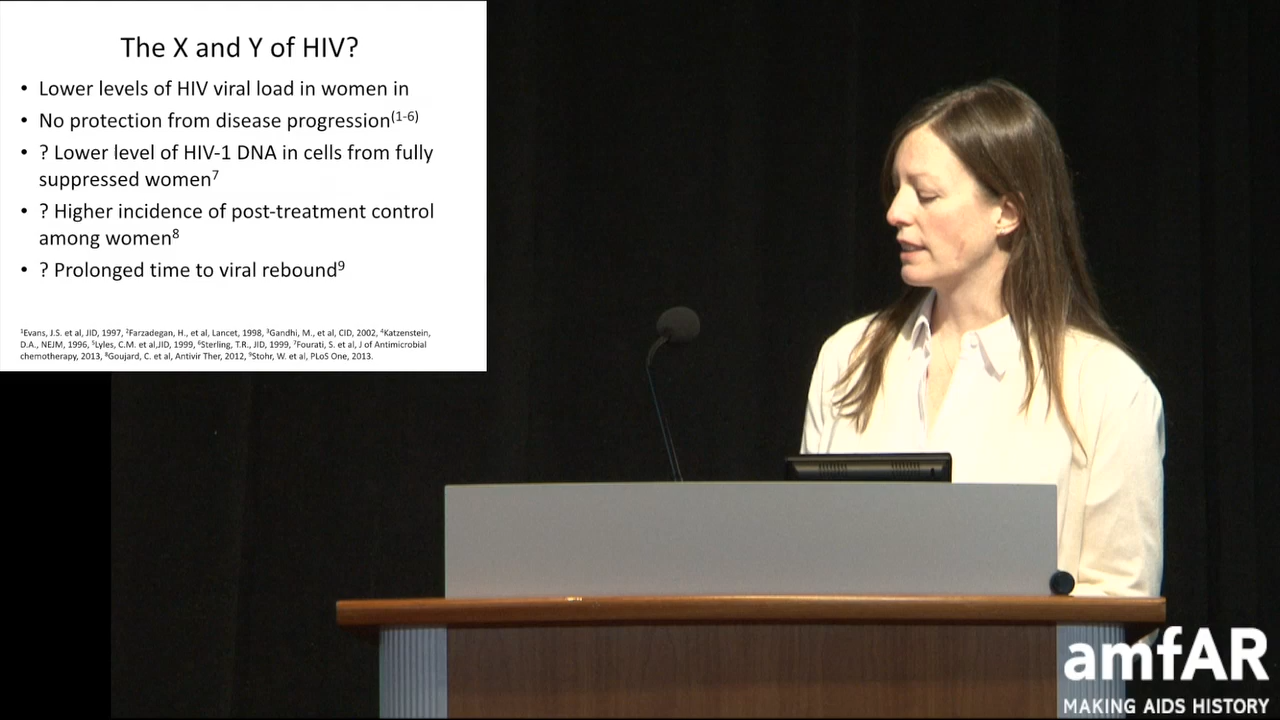 The X and Y of HIV?
• Lower levels of HIV viral load in women in
• No protection from disease progression(1-6)
• ? Lower level of HIV-1 DNA in cells from fully
suppressed women7
• ? Higher incidence of post-treatment control
among women8
• ? Prolonged time to viral rebound9
1Evans, J.S. et al, JID, 1997, 2Farzadegan, H., et al, Lancet, 1998, 3Gandhi, M., et al, CID, 2002, 4Katzenstein,
D.A., NEJM, 1996, 5Lyles, C.M. et al,JID, 1999, 6Sterling, T.R., JID, 1999, 7Fourati, S. et al, J of Antimicrobial
chemotherapy, 2013, 8Goujard, C. et al, Antivir Ther, 2012, 9Stohr, W. et al, PLoS One, 2013.
amfAR
MAKING AIDS HISTORY